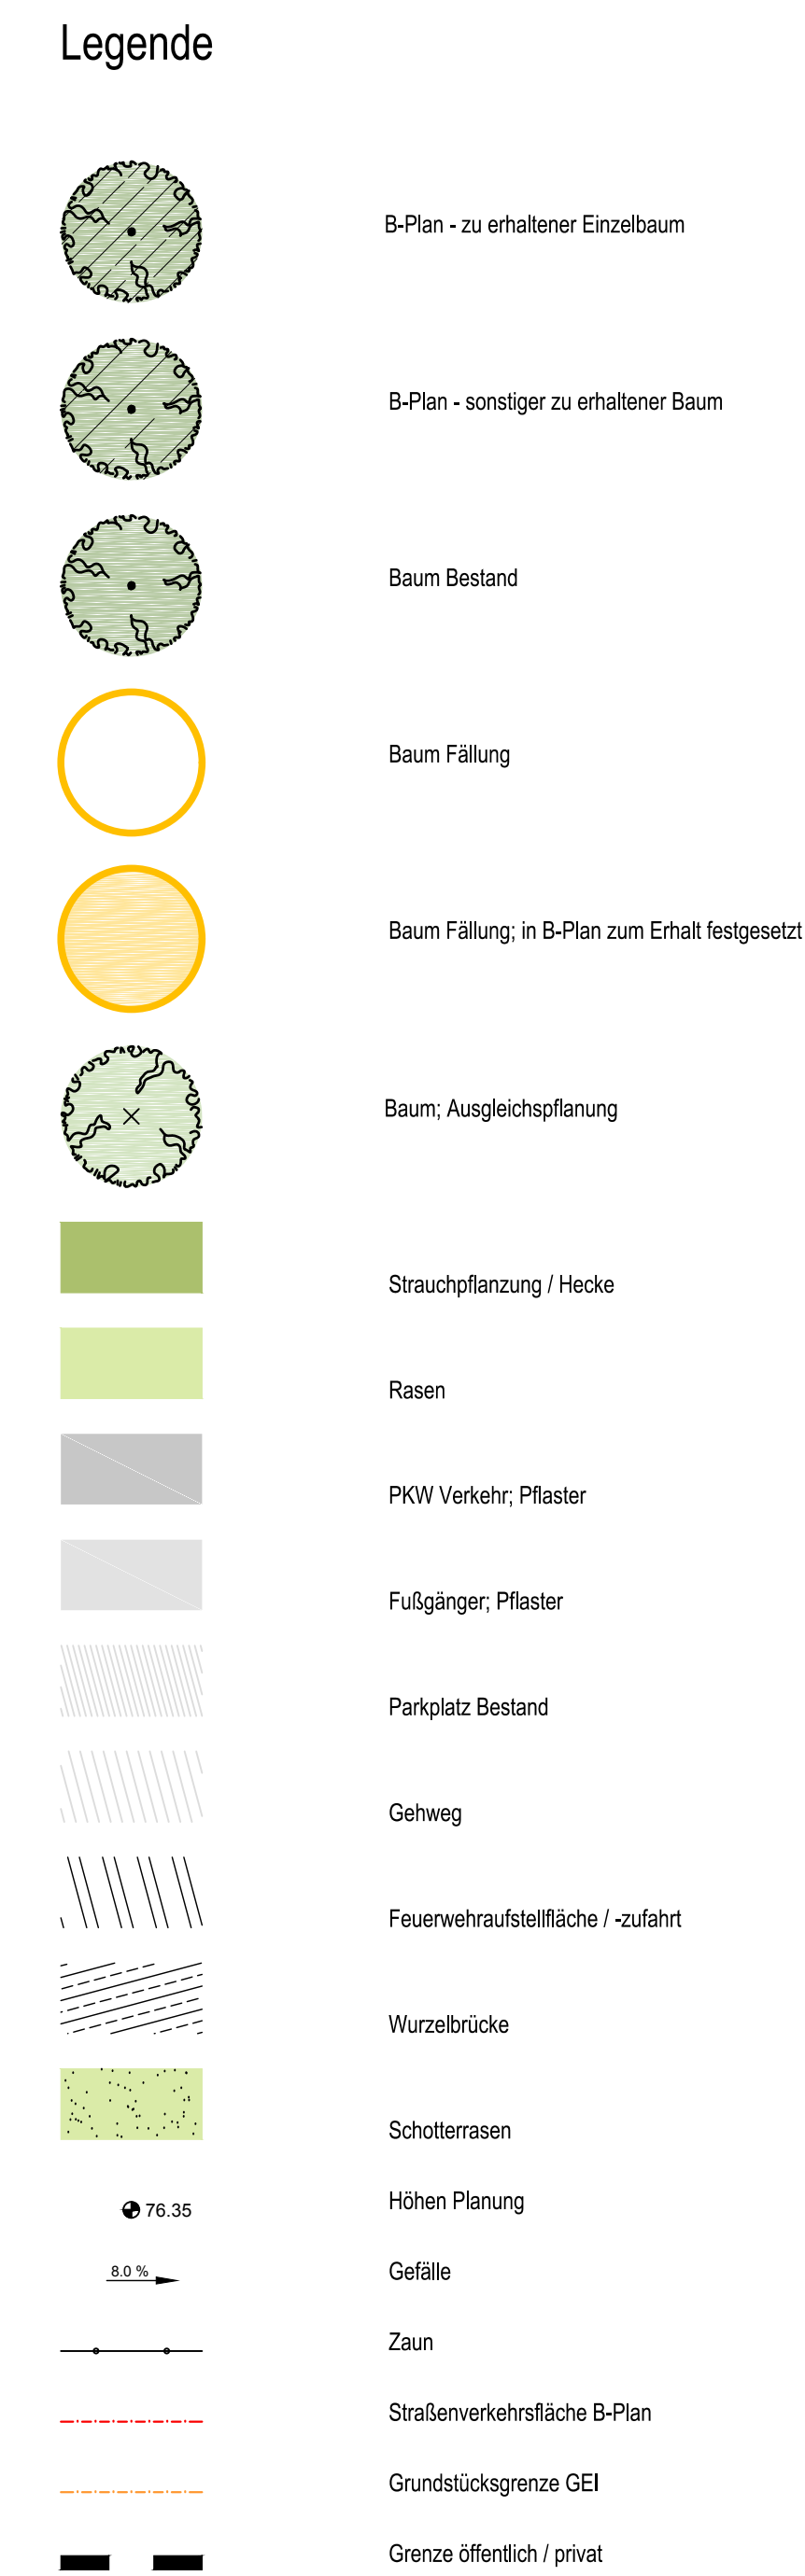 Legende
B-Plan - zu erhaltener Einzelbaum
B-Plan - sonstiger zu erhaltener Baum
Baum Bestand
Baum Fällung
Baum Fällung; in B-Plan zum Erhalt festgesetzt
Baum; Ausgleichspflanung
Strauchpflanzung / Hecke
Rasen
PKW Verkehr; Pflaster
Fußgänger; Pflaster
Parkplatz Bestand
Gehweg
Feuerwehraufstellfläche / -zufahrt
Wurzelbrücke
Schotterrasen
76.35 Höhen Planung
8.0 % Gefälle
Zaun
Straßenverkehrsfläche B-Plan
Grundstücksgrenze GEI
Grenze öffentlich / privat